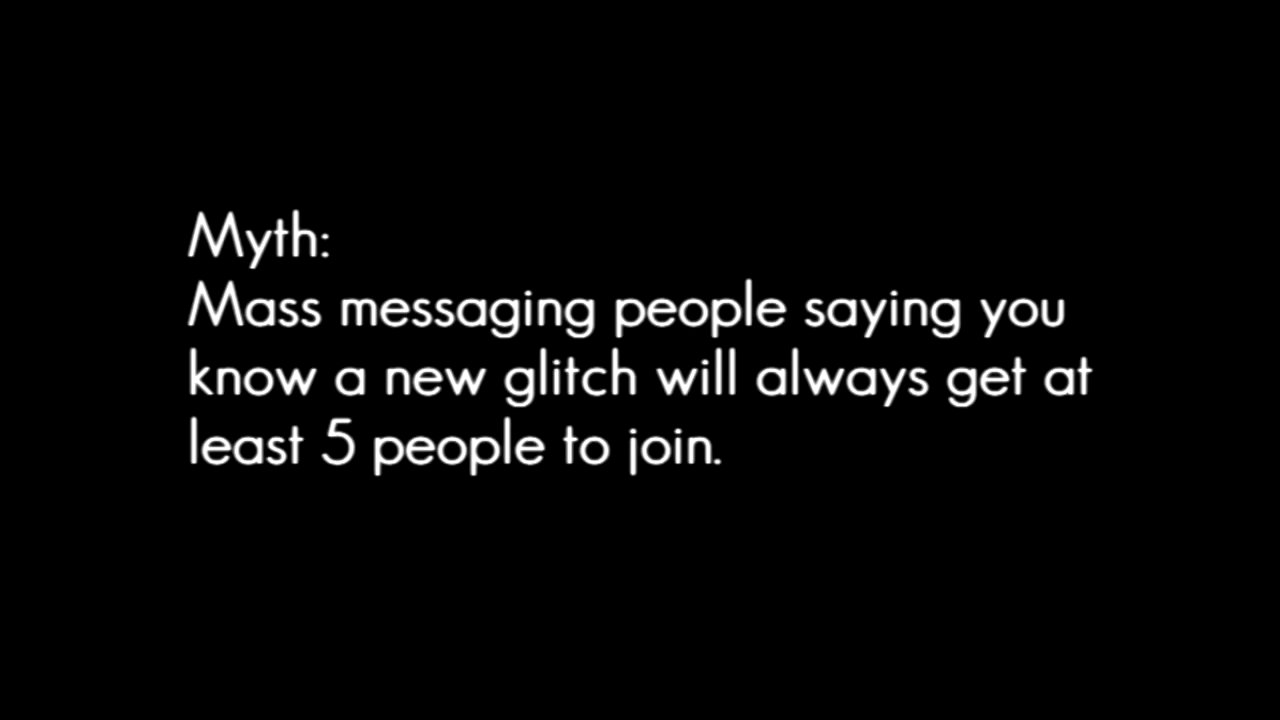 Myth:
Mass messaging people saying you
know a new glitch will always get at
least 5 people to join.